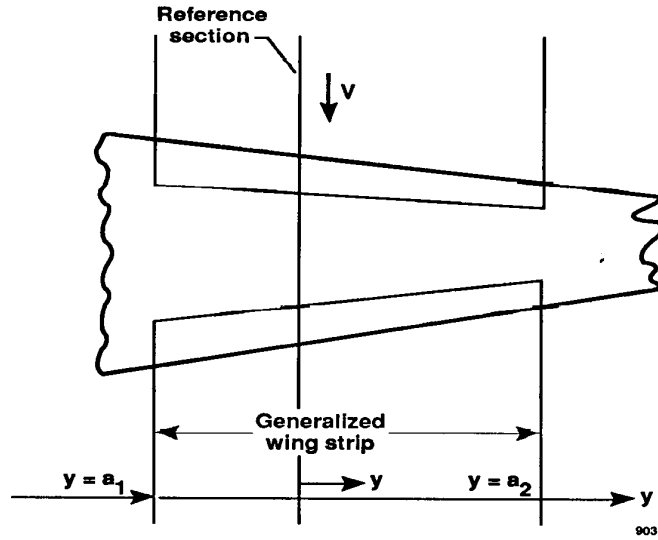 Reference
section
V
Generalized
wing strip
y = a1
y
y = a2
y
903